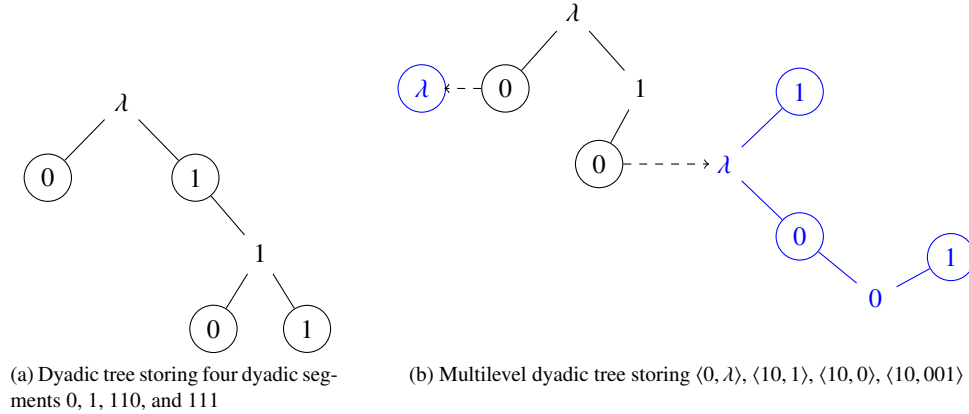 λ
0
1
1
0
1
(a) Dyadic tree storing four dyadic seg-
ments 0, 1, 110, and 111
λ
λ
0
1
0
λ
1
0
0
1
(b) Multilevel dyadic tree storing ⟨0, λ⟩, ⟨10, 1⟩, ⟨10, 0⟩, ⟨10, 001⟩